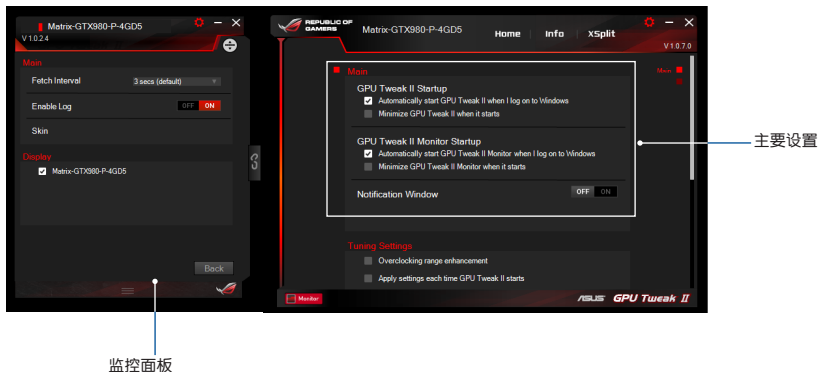 Matrix-GTX980-P-4GD5
V 1.0.2.4
Main
Fetch Interval
3 secs (default)
Enable Log
OFF ON
Skin
Display
Matrix-GTX980-P-4GD5
Back
REPUBLIC OF
GAMERS
Matrix-GTX980-P-4GD5
Home
Info
XSplit
V 1.0.7.0
Main
Main
GPU Tweak II Startup
Automatically start GPU Tweak II when I log on to Windows
Minimize GPU Tweak II when it starts
GPU Tweak II Monitor Startup
Automatically start GPU Tweak II Monitor when I log on to Windows
Minimize GPU Tweak II Monitor when it starts
Notification Window
OFF ON
Tuning Settings
Overclocking range enhancement
Apply settings each time GPU Tweak II starts
Monitor
ASUS GPU Tweak II
主要设置
监控面板